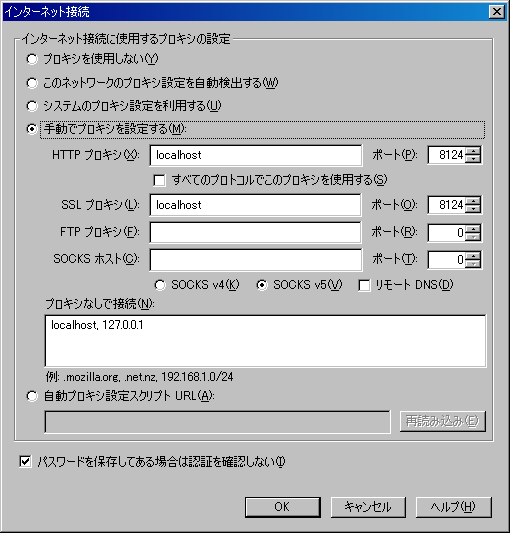 インターネット接続
インターネット接続に使用するプロキシの設定
プロキシを使用しない(Y)
このネットワークのプロキシ設定を自動検出する(W)
システムのプロキシ設定を利用する(U)
手動でプロキシを設定する(M):
HTTP プロキシ(X): localhost ポート(P): 8124
すべてのプロトコルでこのプロキシを使用する(S)
SSL プロキシ(L): localhost ポート(O): 8124
FTP プロキシ(F): ポート(R): 0
SOCKS ホスト(C): ポート(T): 0
SOCKS v4(K) SOCKS v5(V) リモート DNS(D)
プロキシなしで接続(N):
localhost, 127.0.0.1
例: .mozilla.org, .net.nz, 192.168.1.0/24
自動プロキシ設定スクリプト URL(A):
再読み込み(E)
パスワードを保存してある場合は認証を確認しない(I)
OK キャンセル ヘルプ(H)